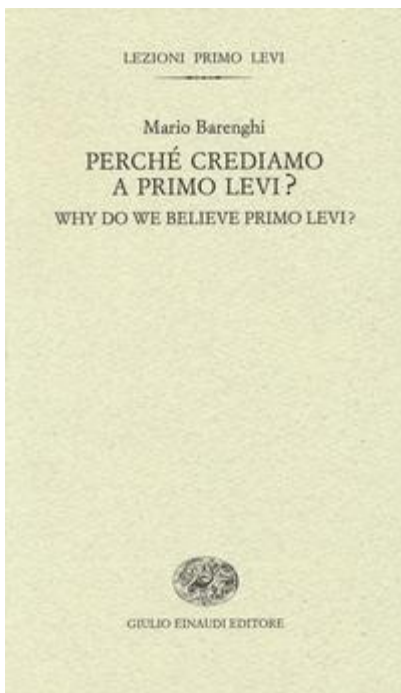 LEZIONI PRIMO LEVI
Mario Barenghi
PERCHÉ CREDIAMO
A PRIMO LEVI?
WHY DO WE BELIEVE PRIMO LEVI?
GIULIO EINAUDI EDITORE